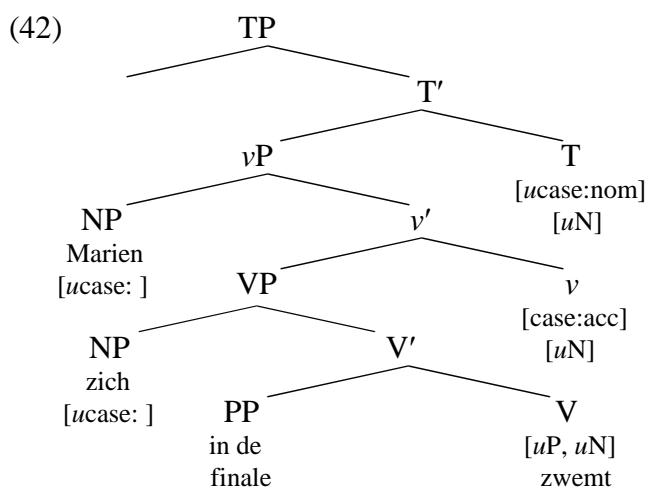 (42)
TP
T′
vP
T
[ucase:nom]
[uN]
NP
Marien
[ucase: ]
v′
VP
v
[case:acc]
[uN]
NP
zich
[ucase: ]
V′
PP
in de
finale
V
[uP, uN]
zwemt